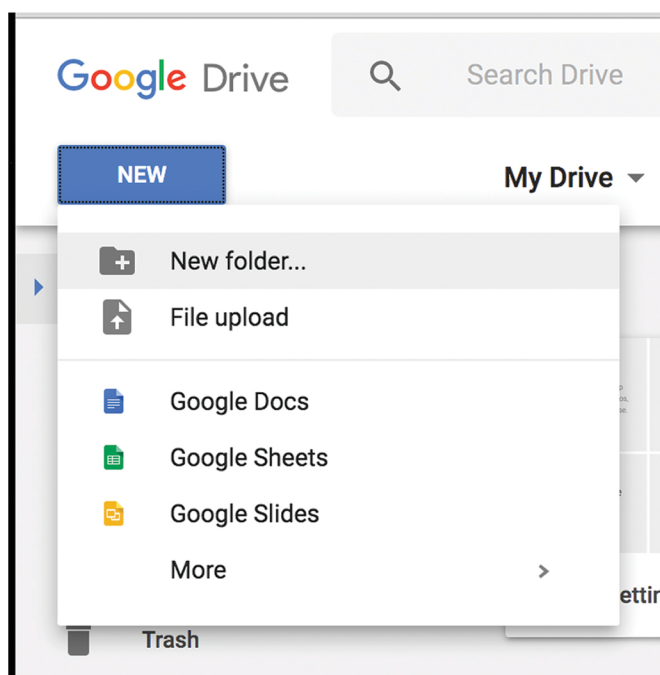 Google Drive
Search Drive
NEW
My Drive
New folder...
File upload
Google Docs
Google Sheets
Google Slides
More
Trash